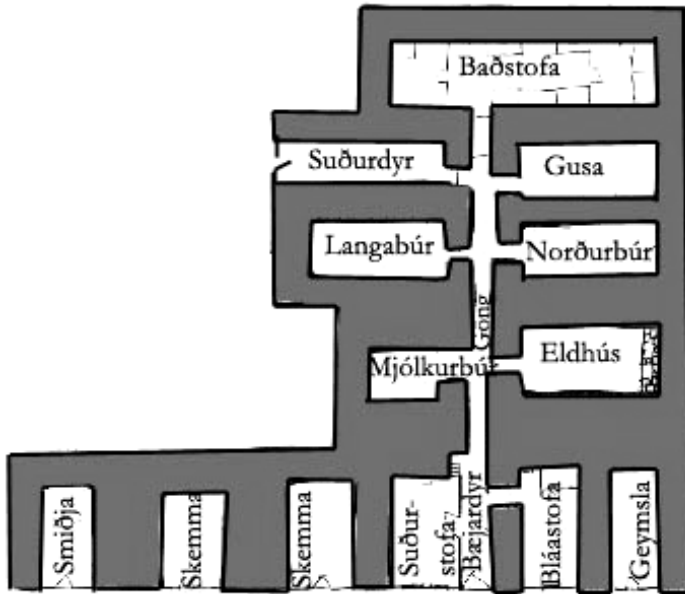 Baðstofa
Suðurdyr
Gusa
Langabúr
Norðurbúr
Göng
Mjólkurbúr
Eldhús
Smiðja
Skemma
Skemma
Suður-
stofa
Bæjardyr
Bláastofa
Geymsla